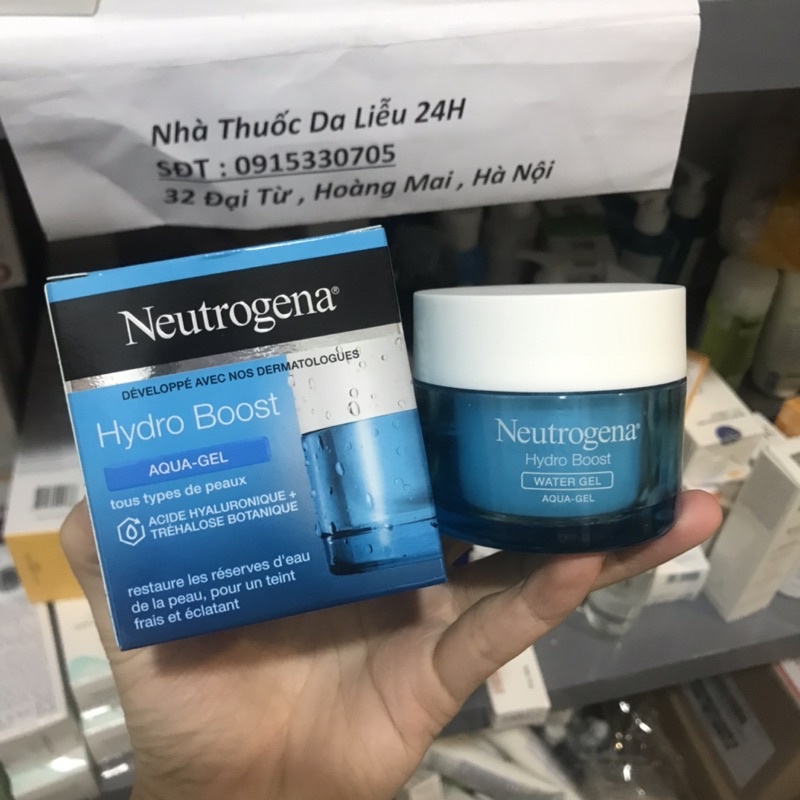 Nhà Thuốc Da Liễu 24H
SĐT : 0915330705
32 Đại Từ , Hoàng Mai , Hà Nội
Neutrogena®
DÉVELOPPÉ AVEC NOS DERMATOLOGUES
Hydro Boost
AQUA-GEL
tous types de peaux
ACIDE HYALURONIQUE +
TRÉHALOSE BOTANIQUE
restaure les réserves d'eau
de la peau, pour un teint
frais et éclatant
Neutrogena®
Hydro Boost
WATER GEL
AQUA-GEL